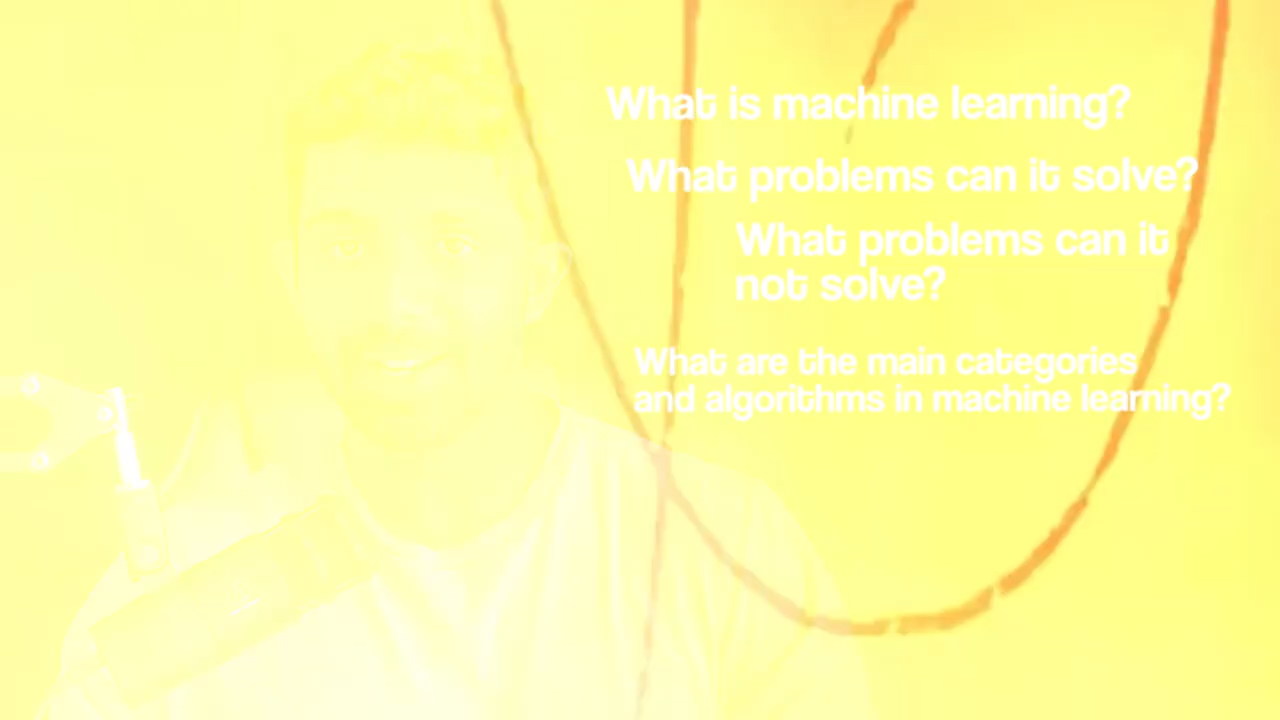 What is machine learning?
What problems can it solve?
What problems can it
not solve?
What are the main categories
and algorithms in machine learning?